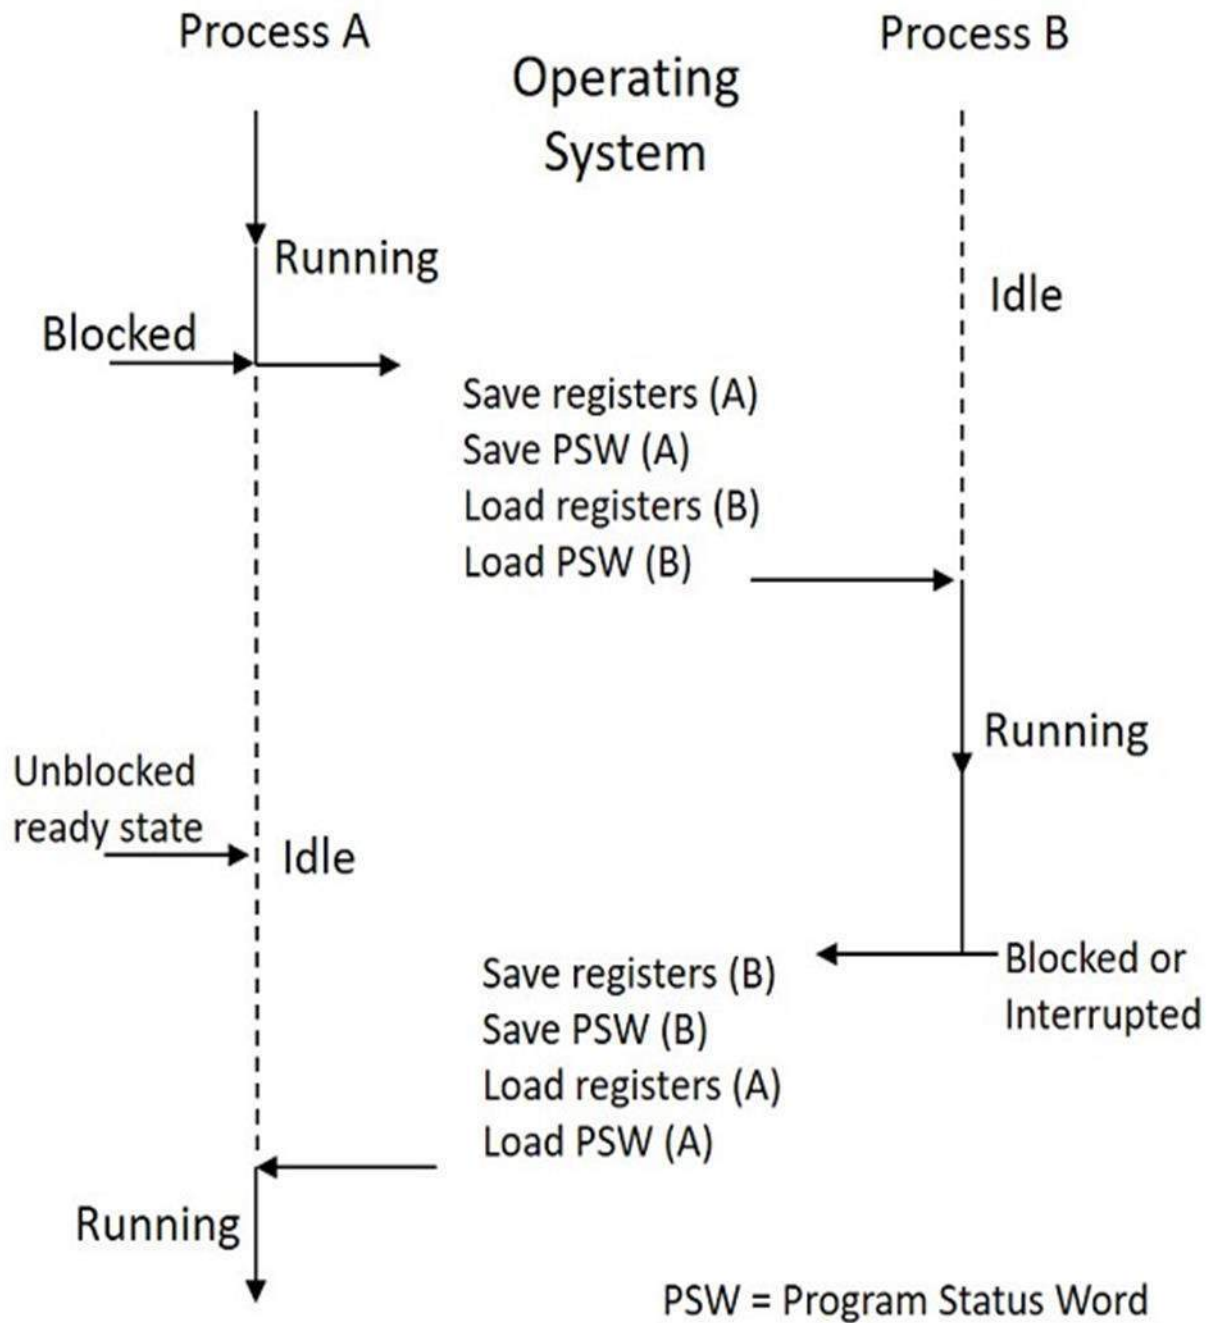 Process A
Process B
Operating
System
Running
Idle
Blocked
Save registers (A)
Save PSW (A)
Load registers (B)
Load PSW (B)
Running
Unblocked
ready state
Idle
Blocked or
Interrupted
Save registers (B)
Save PSW (B)
Load registers (A)
Load PSW (A)
Running
PSW = Program Status Word